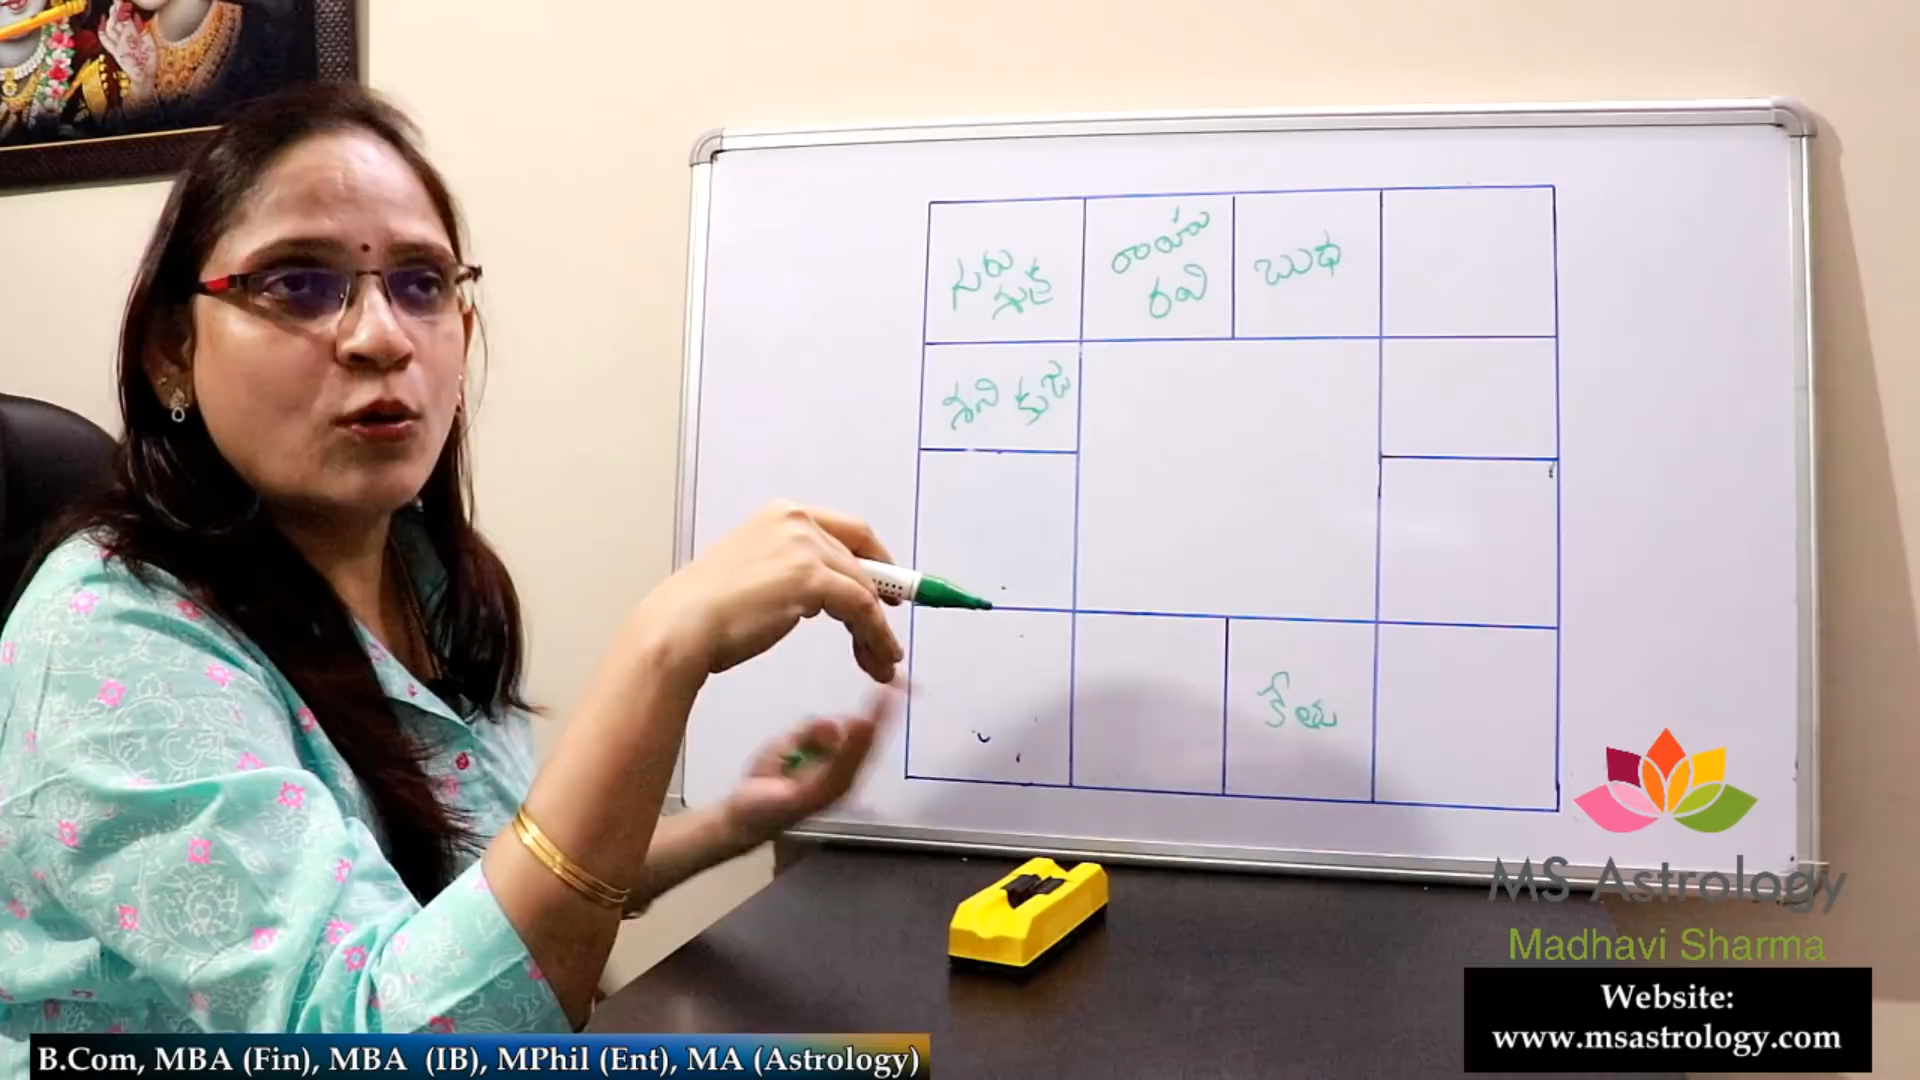 గురు
శుక్ర
రాహు
రవి
బుధ
శని కుజ
కేతు
MS Astrology
Madhavi Sharma
Website:
www.msastrology.com
B.Com, MBA (Fin), MBA (IB), MPhil (Ent), MA (Astrology)